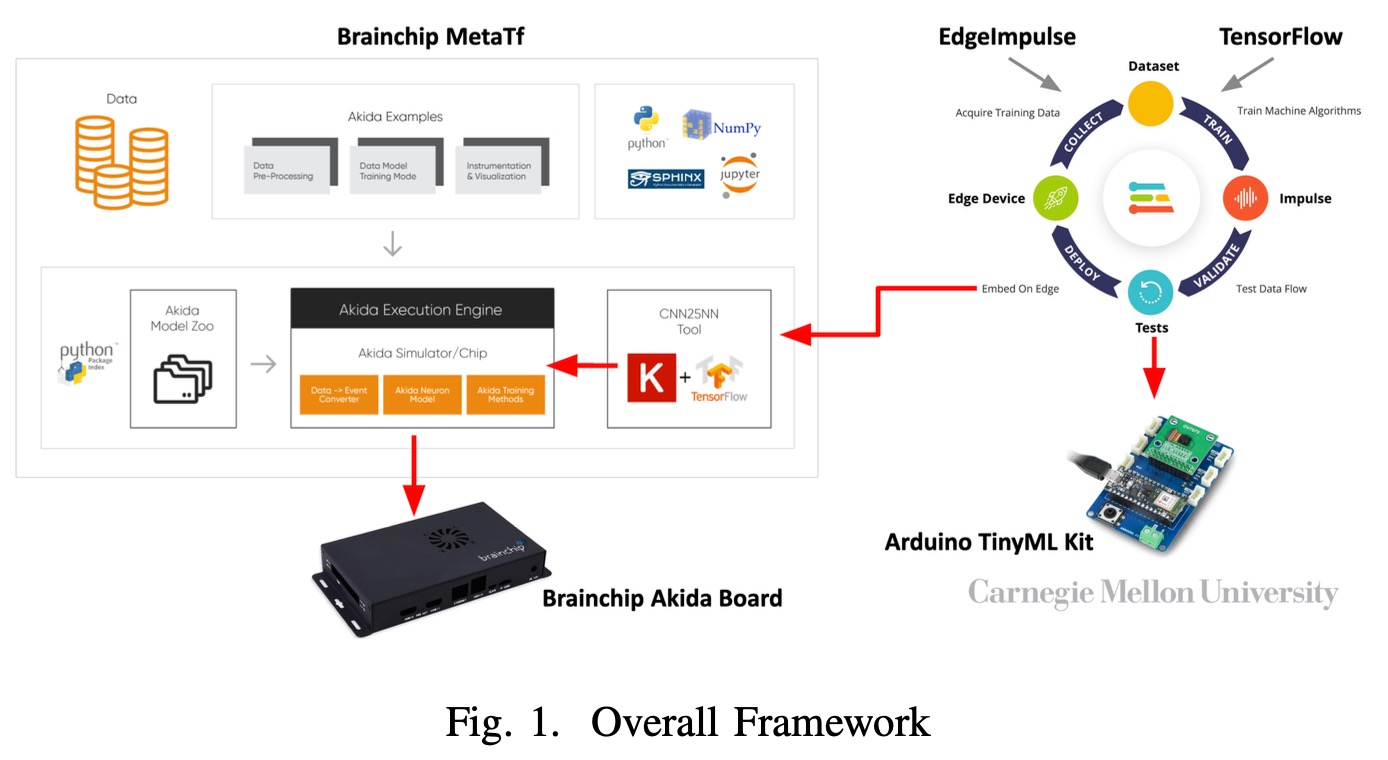 Brainchip MetaTf
EdgeImpulse
TensorFlow
Data
Akida Examples
Data
Pre-Processing
Data Model
Training Mode
Instrumentation
& Visualization
python
NumPy
SPHINX
jupyter
Dataset
Acquire Training Data
Train Machine Algorithms
COLLECT
TRAIN
Edge Device
Impulse
DEPLOY
VALIDATE
Embed On Edge
Test Data Flow
Tests
python™
Package
Index
Akida
Model Zoo
Akida Execution Engine
Akida Simulator/Chip
Data -> Event
Converter
Akida Neuron
Model
Akida Training
Methods
CNN25NN
Tool
K
+
TensorFlow
brainchip
Brainchip Akida Board
Arduino TinyML Kit
Carnegie Mellon University
Fig. 1. Overall Framework